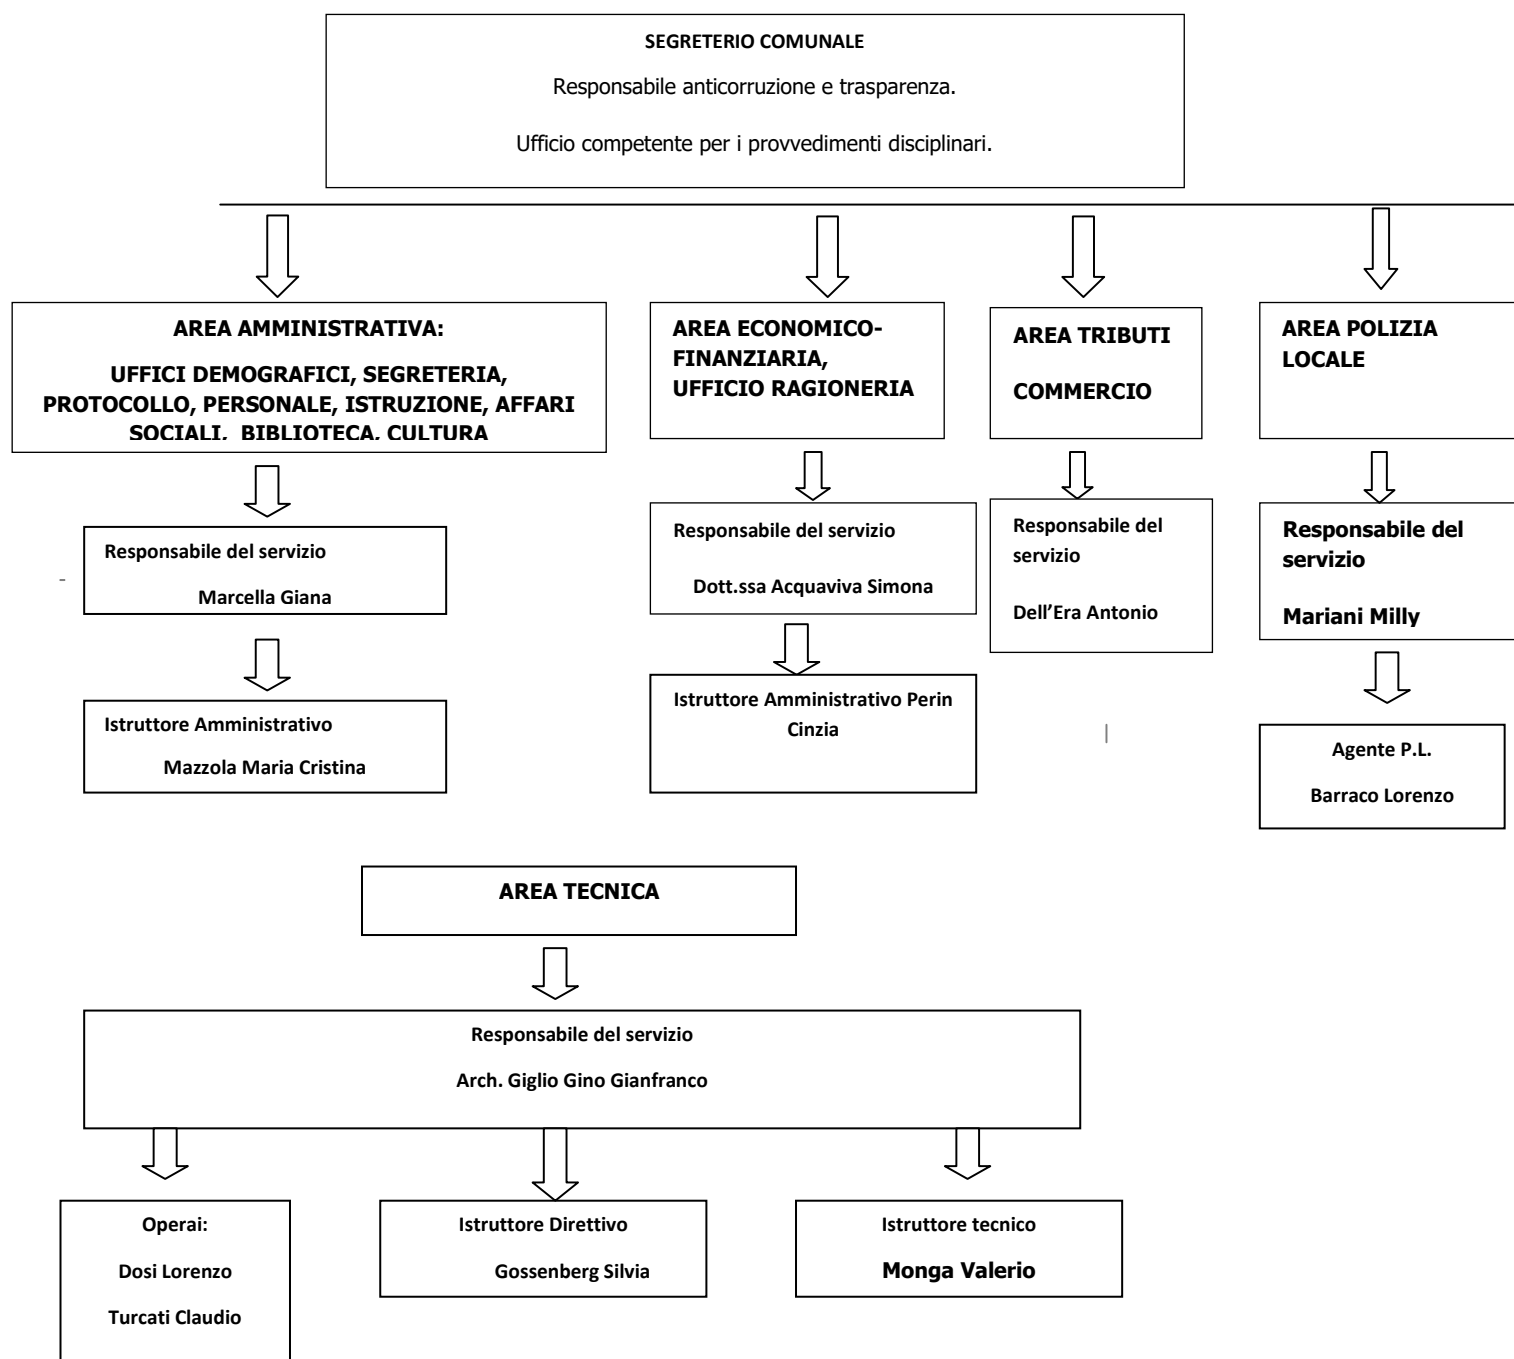 SEGRETERIO COMUNALE
Responsabile anticorruzione e trasparenza.
Ufficio competente per i provvedimenti disciplinari.
AREA AMMINISTRATIVA:
UFFICI DEMOGRAFICI, SEGRETERIA,
PROTOCOLLO, PERSONALE, ISTRUZIONE, AFFARI
SOCIALI, BIBLIOTECA, CULTURA
AREA ECONOMICO-
FINANZIARIA,
UFFICIO RAGIONERIA
AREA TRIBUTI
COMMERCIO
AREA POLIZIA
LOCALE
Responsabile del servizio
Marcella Giana
Responsabile del servizio
Dott.ssa Acquaviva Simona
Responsabile del
servizio
Dell’Era Antonio
Responsabile del
servizio
Mariani Milly
Istruttore Amministrativo
Mazzola Maria Cristina
Istruttore Amministrativo Perin
Cinzia
Agente P.L.
Barraco Lorenzo
AREA TECNICA
Responsabile del servizio
Arch. Giglio Gino Gianfranco
Operai:
Dosi Lorenzo
Turcati Claudio
Istruttore Direttivo
Gossenberg Silvia
Istruttore tecnico
Monga Valerio